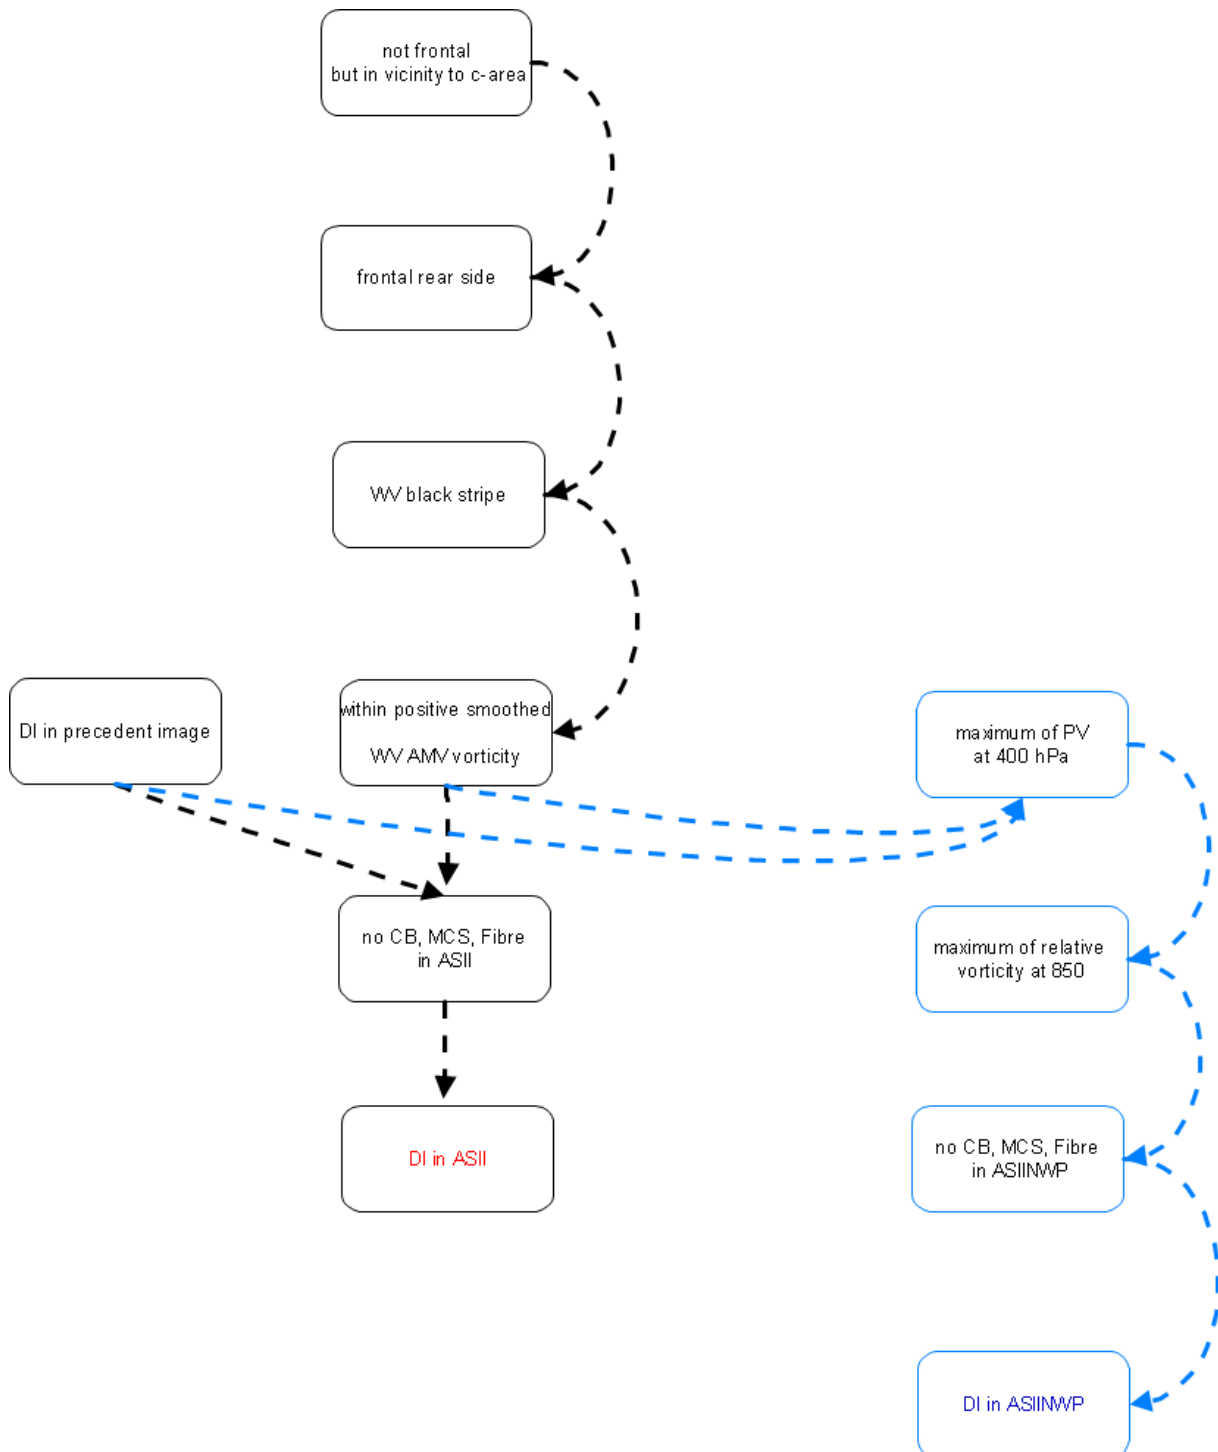 not frontal
but in vicinity to c-area
frontal rear side
WV black stripe
DI in precedent image
within positive smoothed
WV AMV vorticity
maximum of PV
at 400 hPa
no CB, MCS, Fibre
in ASII
maximum of relative
vorticity at 850
DI in ASII
no CB, MCS, Fibre
in ASIINWP
DI in ASIINWP